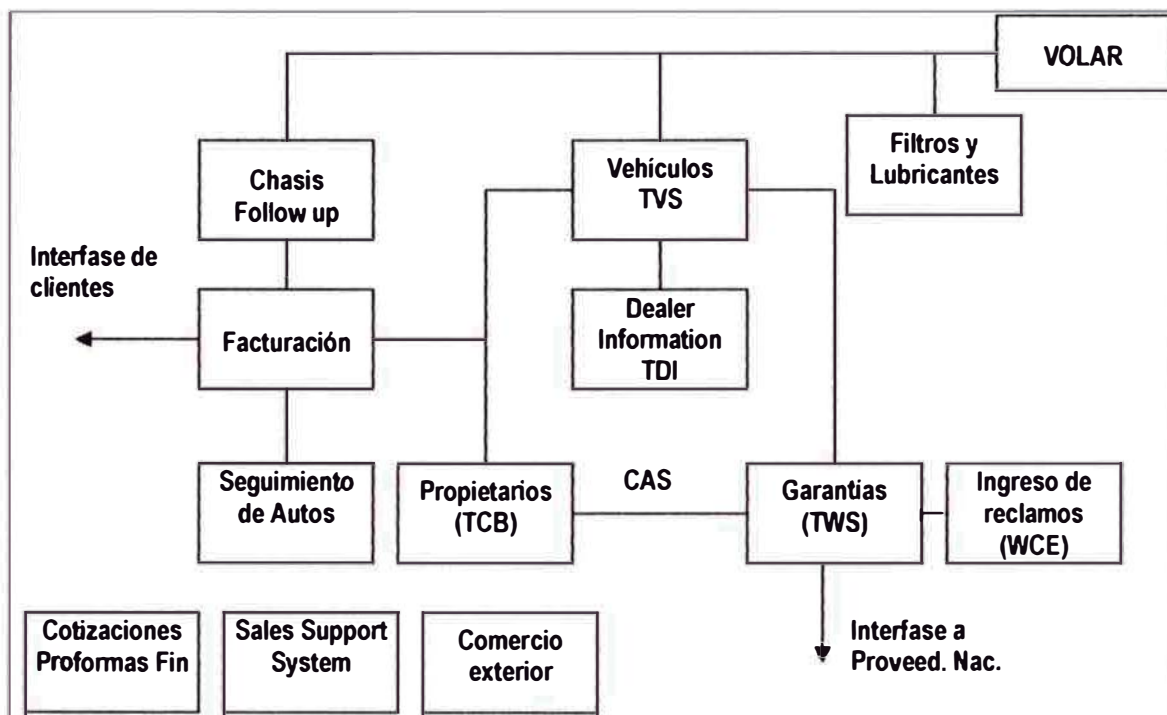 VOLAR
Chasis
Follow up
Vehículos
TVS
Filtros y
Lubricantes
Interfase de
clientes
Facturación
Dealer
Information
TDI
Seguimiento
de Autos
Propietarios
(TCB)
CAS
Garantías
(TWS)
Ingreso de
reclamos
(WCE)
Cotizaciones
Proformas Fin
Sales Support
System
Comercio
exterior
Interfase a
Proveed. Nac.